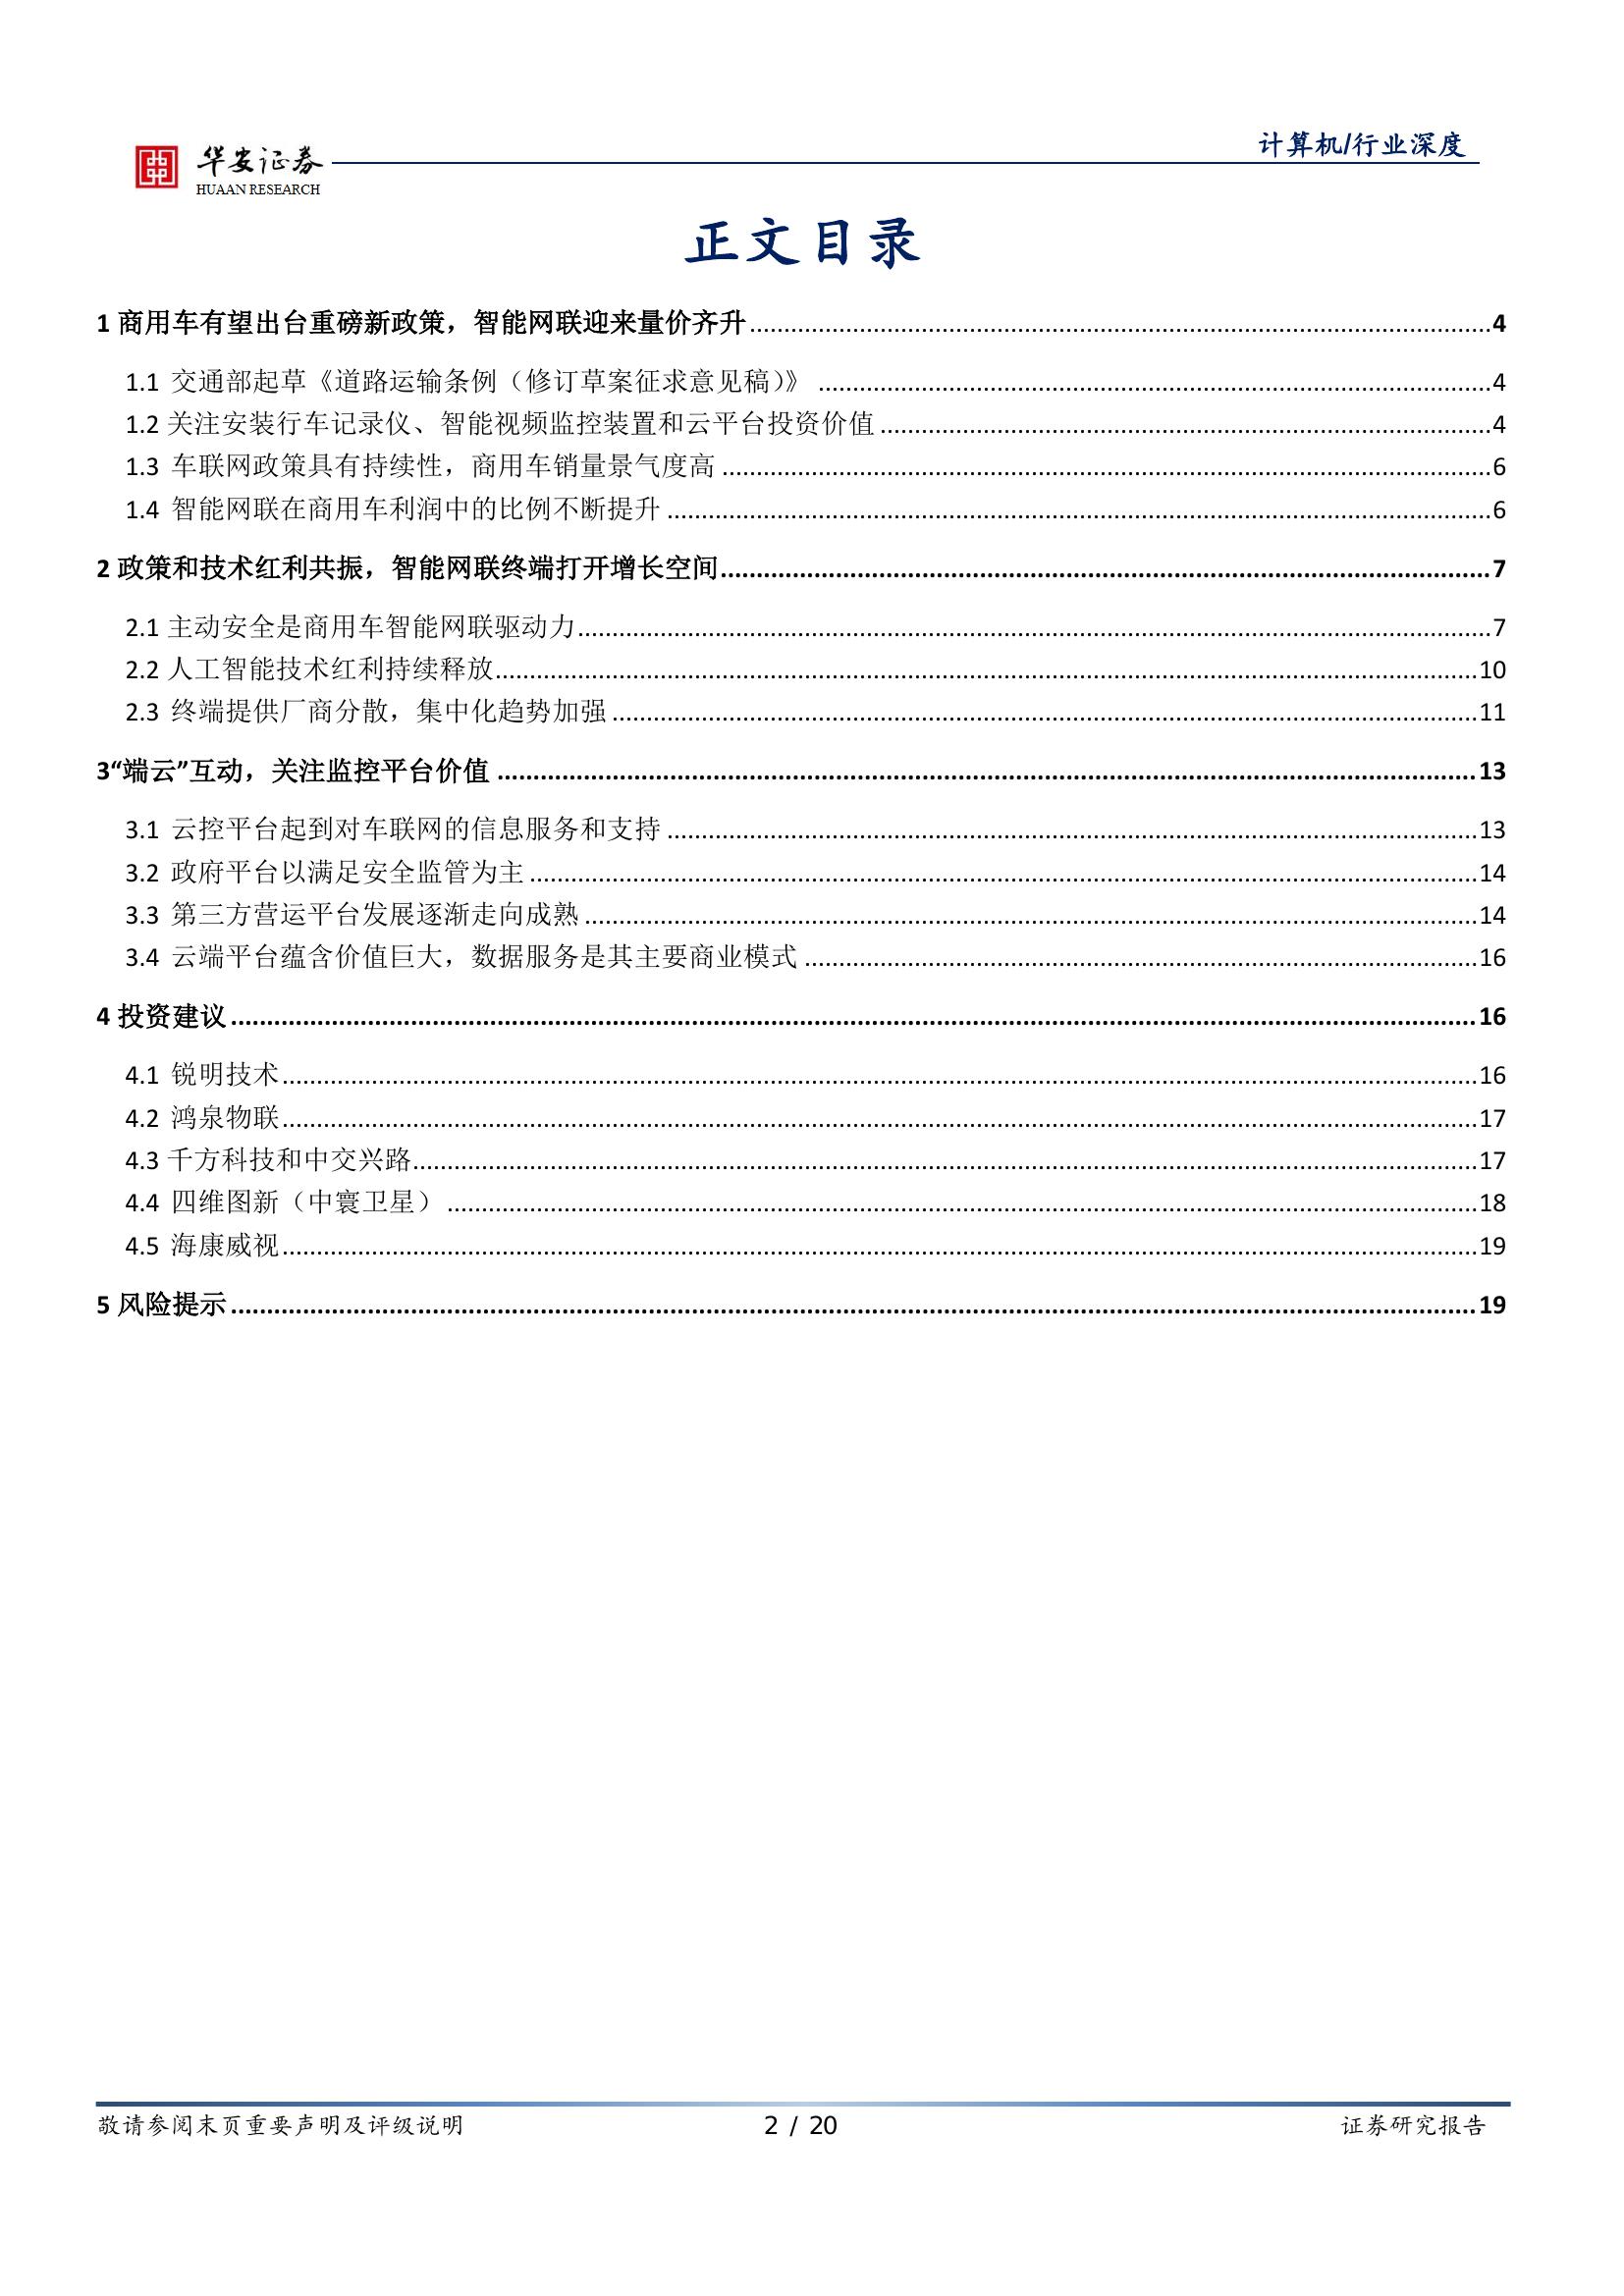 华安证券
HUAAN RESEARCH
计算机/行业深度
正文目录
1 商用车有望出台重磅新政策，智能网联迎来量价齐升 4
1.1 交通部起草《道路运输条例（修订草案征求意见稿）》 4
1.2 关注安装行车记录仪、智能视频监控装置和云平台投资价值 4
1.3 车联网政策具有持续性，商用车销量景气度高 6
1.4 智能网联在商用车利润中的比例不断提升 6
2 政策和技术红利共振，智能网联终端打开增长空间 7
2.1 主动安全是商用车智能网联驱动力 7
2.2 人工智能技术红利持续释放 10
2.3 终端提供厂商分散，集中化趋势加强 11
3“端云”互动，关注监控平台价值 13
3.1 云控平台起到对车联网的信息服务和支持 13
3.2 政府平台以满足安全监管为主 14
3.3 第三方营运平台发展逐渐走向成熟 14
3.4 云端平台蕴含价值巨大，数据服务是其主要商业模式 16
4 投资建议 16
4.1 锐明技术 16
4.2 鸿泉物联 17
4.3 千方科技和中交兴路 17
4.4 四维图新（中寰卫星） 18
4.5 海康威视 19
5 风险提示 19
敬请参阅末页重要声明及评级说明 2 / 20 证券研究报告